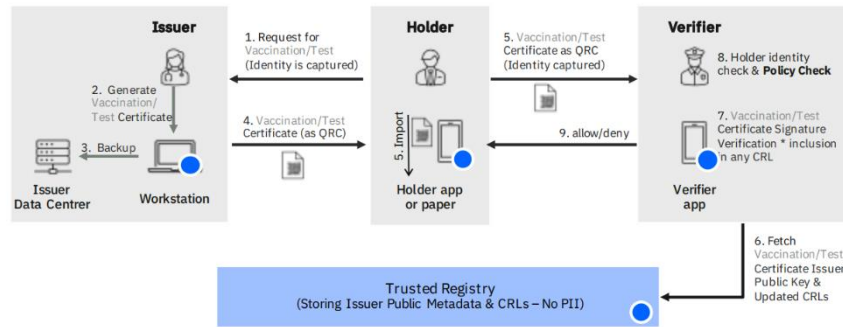 Issuer
Holder
Verifier
1. Request for
Vaccination/Test
(Identity is captured)
5. Vaccination/Test
Certificate as QRC
(Identity captured)
8. Holder identity
check & Policy Check
2. Generate
Vaccination/
Test Certificate
4. Vaccination/Test
Certificate (as QRC)
5. Import
9. allow/deny
7. Vaccination/Test
Certificate Signature
Verification * inclusion
in any CRL
3. Backup
Issuer
Data Centrer
Workstation
Holder app
or paper
Verifier
app
6. Fetch
Vaccination/Test
Certificate Issuer
Public Key &
Updated CRLs
Trusted Registry
(Storing Issuer Public Metadata & CRLs – No PII)